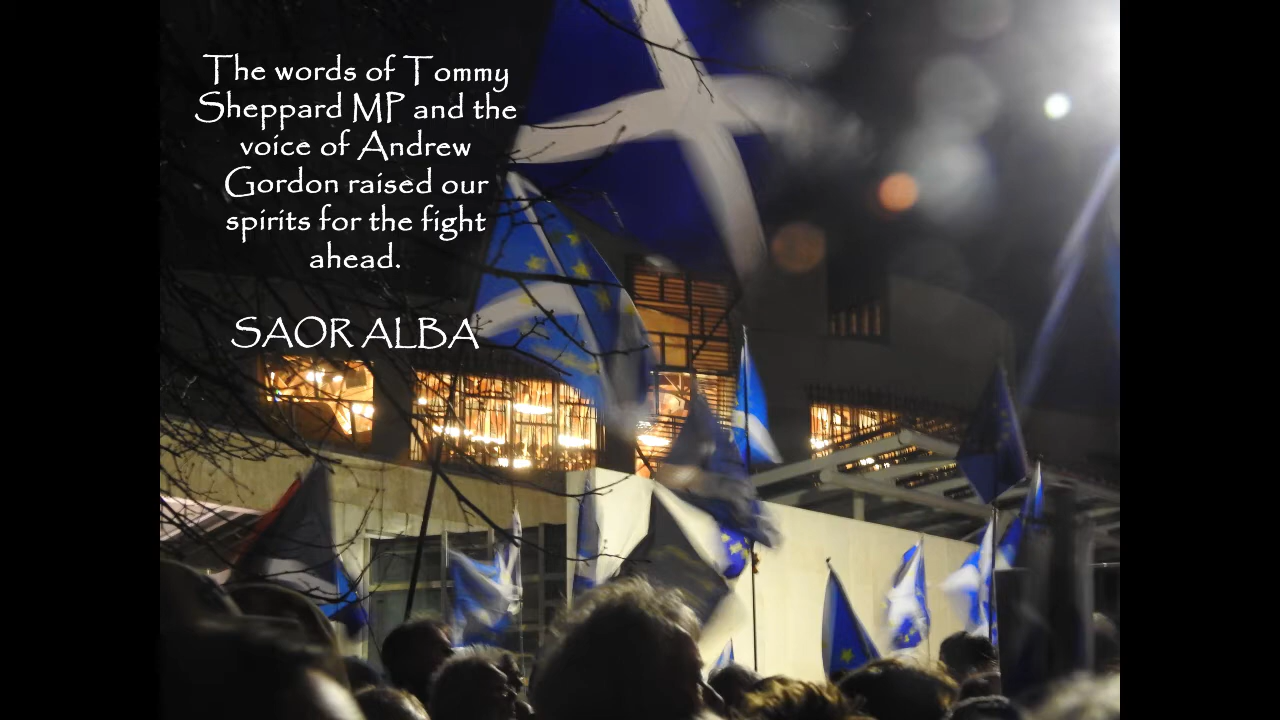 The words of Tommy
Sheppard MP and the
voice of Andrew
Gordon raised our
spirits for the fight
ahead.
SAOR ALBA